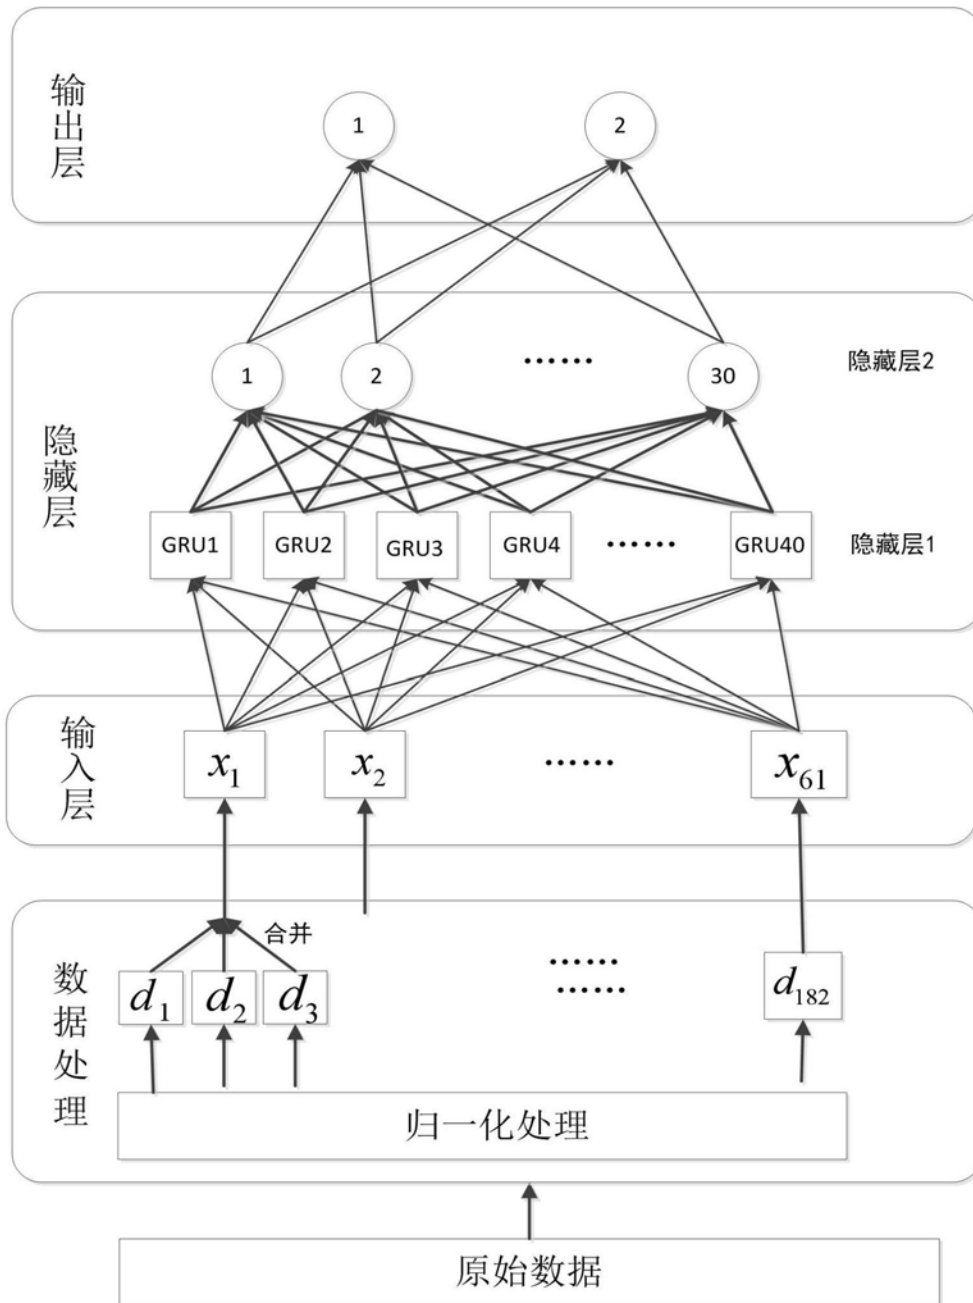 输出层
1
2
隐藏层
1
2
……
30
隐藏层2
GRU1
GRU2
GRU3
GRU4
……
GRU40
隐藏层1
输入层
x₁
x₂
……
x₆₁
数据处理
合并
d₁
d₂
d₃
……
……
d₁₈₂
归一化处理
原始数据